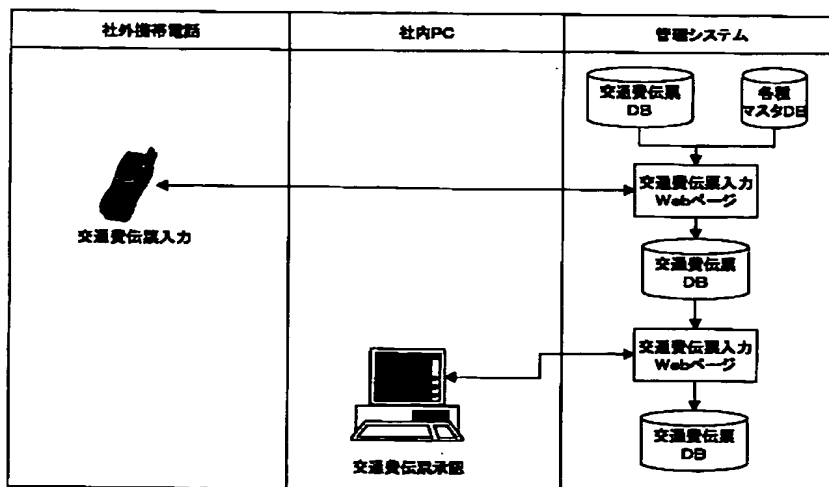 社外携帯電話
社内PC
管理システム
交通費伝票
DB
各種
マスタDB
交通費伝票入力
Webページ
交通費伝票入力
交通費伝票
DB
交通費伝票入力
Webページ
交通費伝票承認
交通費伝票
DB